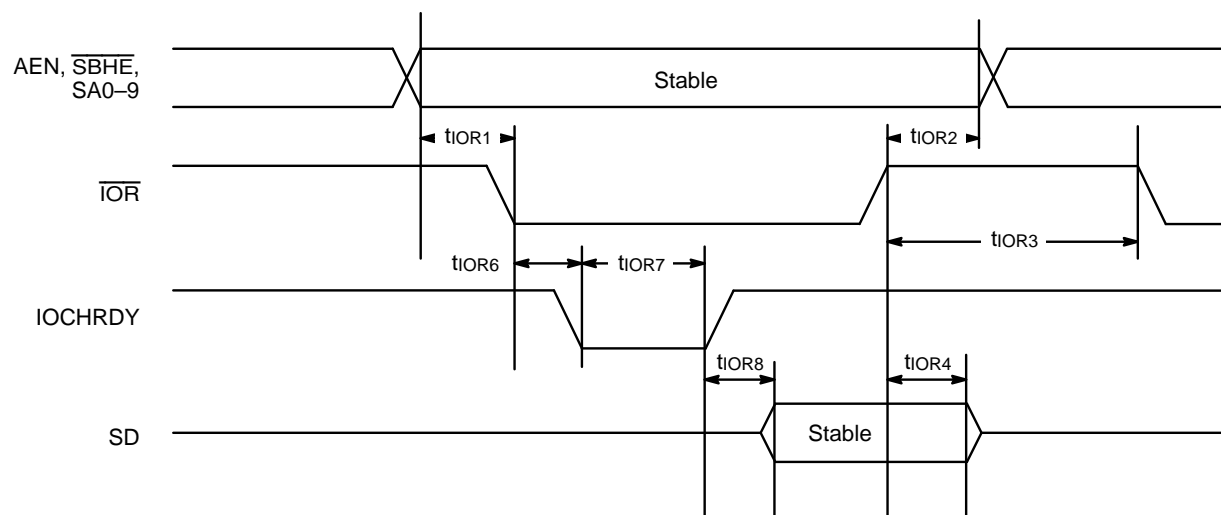 AEN, SBHE,
SA0–9
Stable
tIOR1
tIOR2
IOR
tIOR3
tIOR6
tIOR7
IOCHRDY
tIOR8
tIOR4
SD
Stable